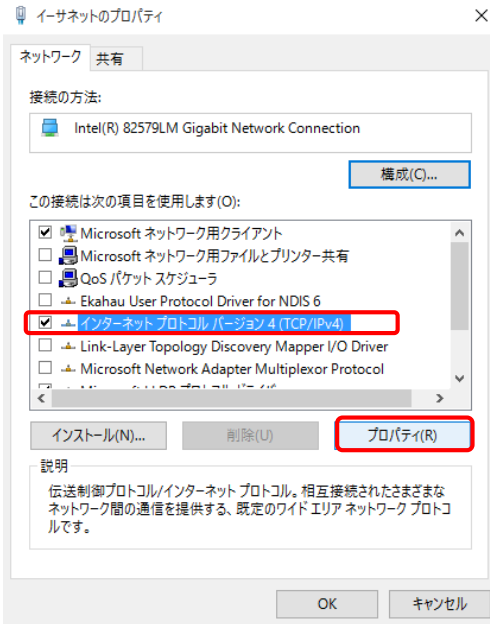 イーサネットのプロパティ
ネットワーク 共有
接続の方法:
Intel(R) 82579LM Gigabit Network Connection
構成(C)...
この接続は次の項目を使用します(O):
Microsoft ネットワーク用クライアント
Microsoft ネットワーク用ファイルとプリンター共有
QoS パケット スケジューラ
Ekahau User Protocol Driver for NDIS 6
インターネット プロトコル バージョン 4 (TCP/IPv4)
Link-Layer Topology Discovery Mapper I/O Driver
Microsoft Network Adapter Multiplexor Protocol
インストール(N)... 削除(U) プロパティ(R)
説明
伝送制御プロトコル/インターネット プロトコル。相互接続されたさまざまな
ネットワーク間の通信を提供する、既定のワイド エリア ネットワーク プロトコ
ルです。
OK キャンセル